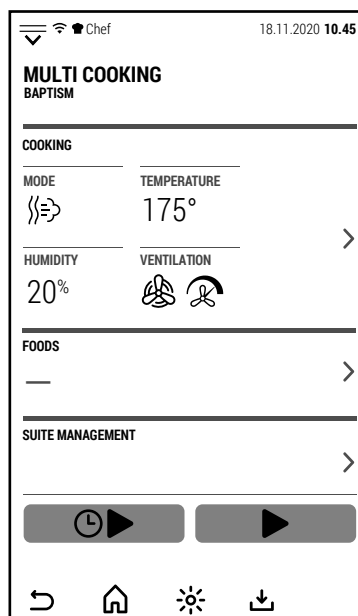 Chef 18.11.2020 10.45
MULTI COOKING
BAPTISM
COOKING
MODE TEMPERATURE
175°
HUMIDITY VENTILATION
20%
FOODS
—
SUITE MANAGEMENT